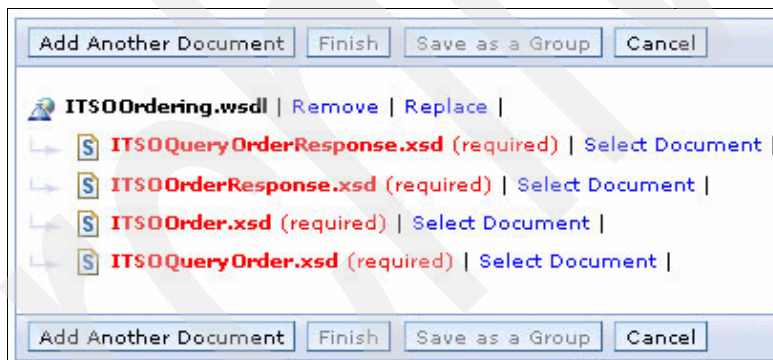 Add Another Document Finish Save as a Group Cancel
ITSOOrdering.wsdl | Remove | Replace |
S ITSOQueryOrderResponse.xsd (required) | Select Document |
S ITSOOrderResponse.xsd (required) | Select Document |
S ITSOOrder.xsd (required) | Select Document |
S ITSOQueryOrder.xsd (required) | Select Document |
Add Another Document Finish Save as a Group Cancel